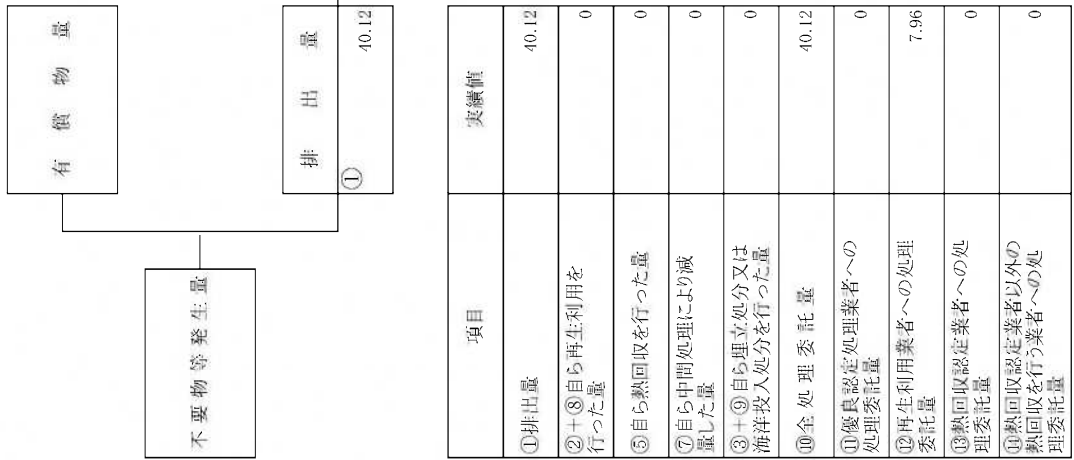 有償物量
不要物等発生量
排出量
① 40.12
項目 実績値
①排出量 40.12
②+⑧自ら再生利用を
行った量 0
⑤自ら熱回収を行った量 0
⑦自ら中間処理により減
量した量 0
③+⑨自ら埋立処分又は
海洋投入処分を行った量 0
⑩全処理委託量 40.12
⑪優良認定処理業者への
処理委託量 0
⑫再生利用業者への処理
委託量 7.96
⑬熱回収認定業者への処
理委託量 0
⑭熱回収認定業者以外の
熱回収を行う業者への処
理委託量 0